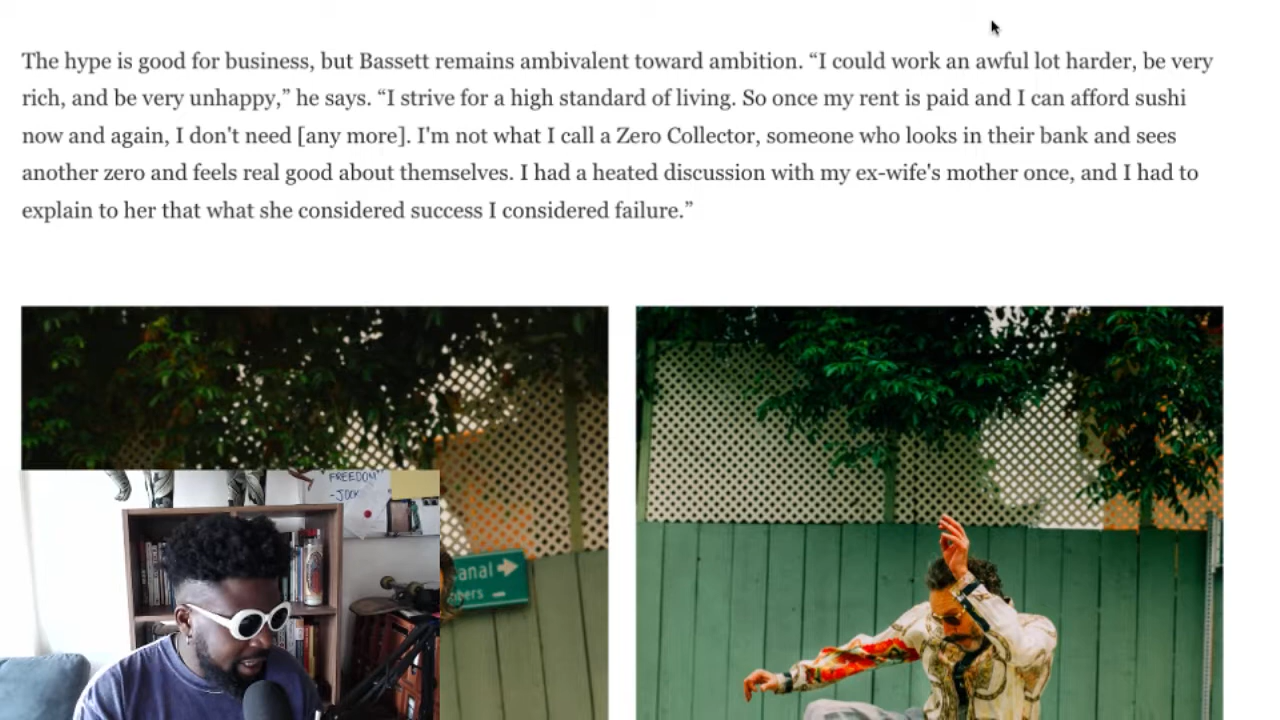 The hype is good for business, but Bassett remains ambivalent toward ambition. “I could work an awful lot harder, be very
rich, and be very unhappy,” he says. “I strive for a high standard of living. So once my rent is paid and I can afford sushi
now and again, I don't need [any more]. I'm not what I call a Zero Collector, someone who looks in their bank and sees
another zero and feels real good about themselves. I had a heated discussion with my ex-wife's mother once, and I had to
explain to her that what she considered success I considered failure.”
FREEDOM"
-JOCK
anal
bers